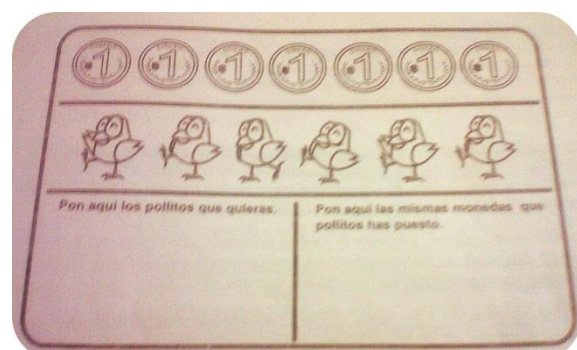 1 1 1 1 1 1 1
Pon aquí los pollitos que quieras.
Pon aquí las mismas monedas que
pollitos has puesto.